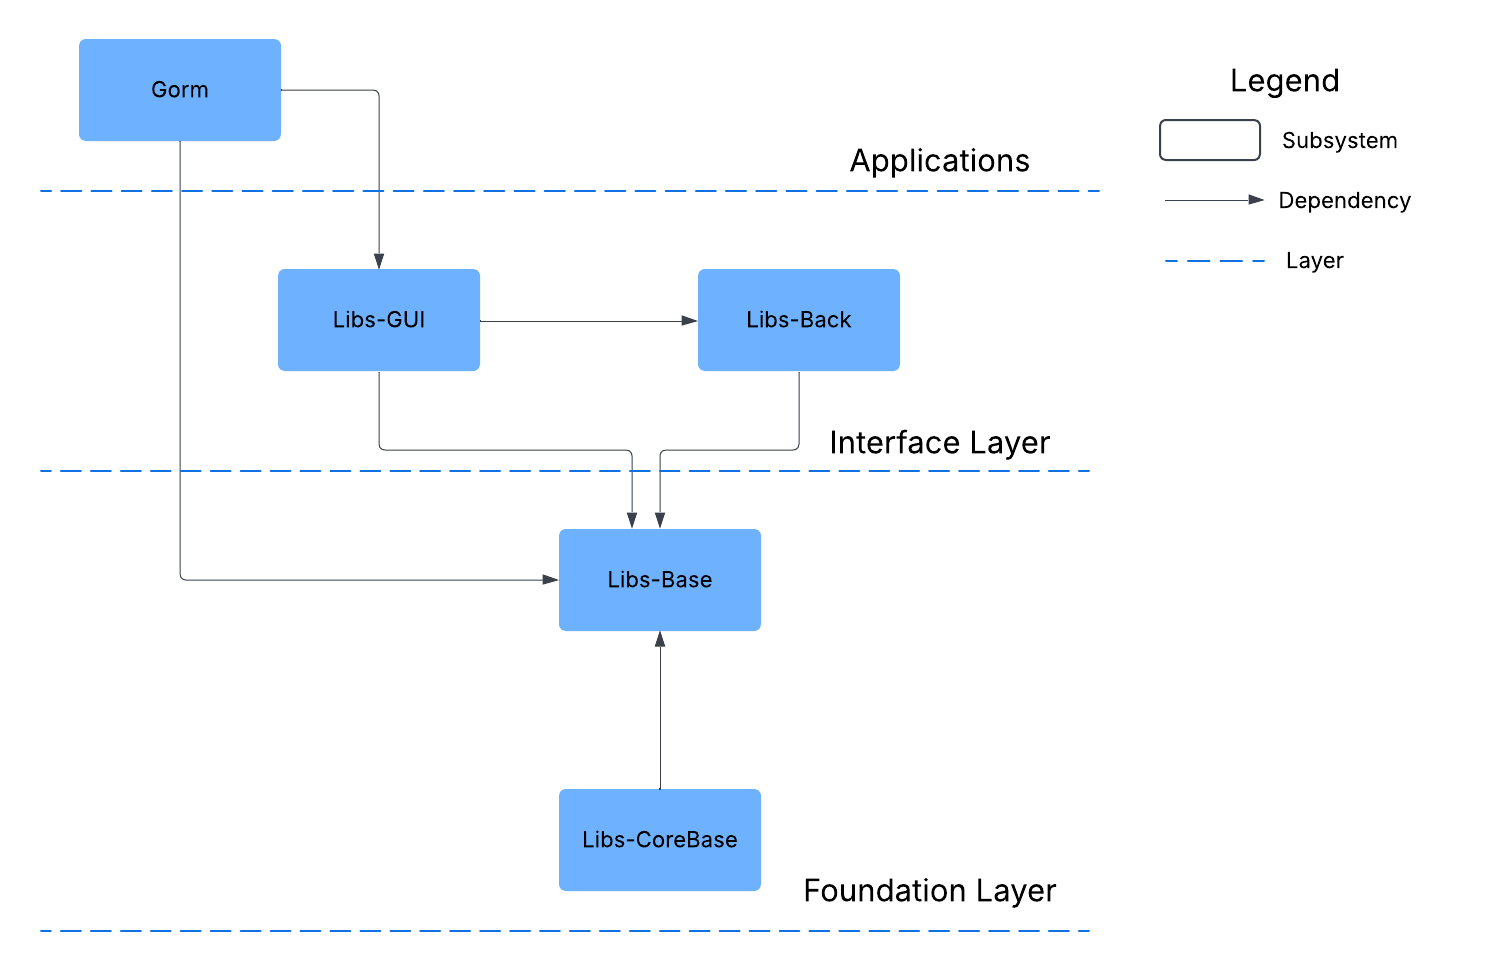 Gorm
Applications
Libs-GUI
Libs-Back
Interface Layer
Libs-Base
Libs-CoreBase
Foundation Layer
Legend
Subsystem
Dependency
Layer